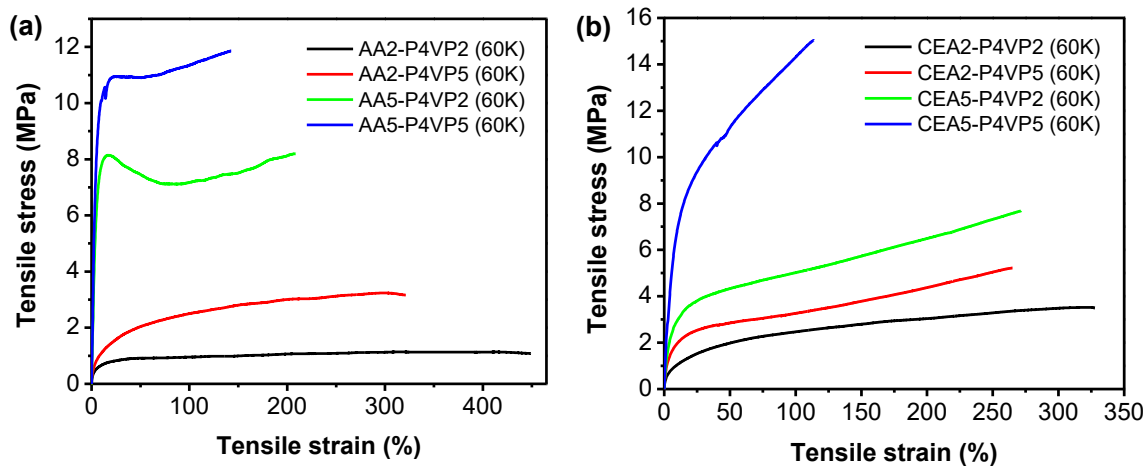 (a)
AA2-P4VP2 (60K)
AA2-P4VP5 (60K)
AA5-P4VP2 (60K)
AA5-P4VP5 (60K)
Tensile stress (MPa)
12
10
8
6
4
2
0
0 100 200 300 400
Tensile strain (%)
(b)
CEA2-P4VP2 (60K)
CEA2-P4VP5 (60K)
CEA5-P4VP2 (60K)
CEA5-P4VP5 (60K)
Tensile stress (MPa)
16
14
12
10
8
6
4
2
0
0 50 100 150 200 250 300 350
Tensile strain (%)